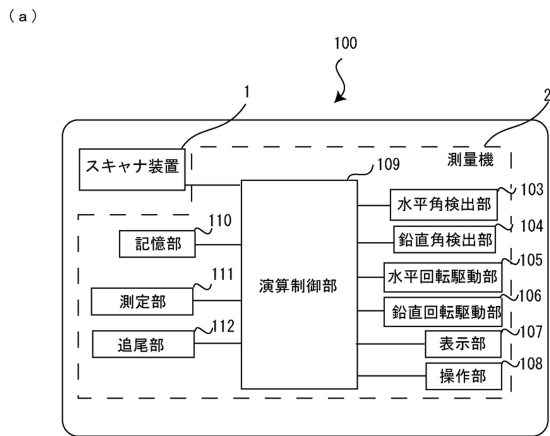 (a)
100
1
2
スキャナ装置
測量機
109
103
水平角検出部
104
鉛直角検出部
110
記憶部
105
水平回転駆動部
演算制御部
111
測定部
106
鉛直回転駆動部
112
追尾部
107
表示部
108
操作部